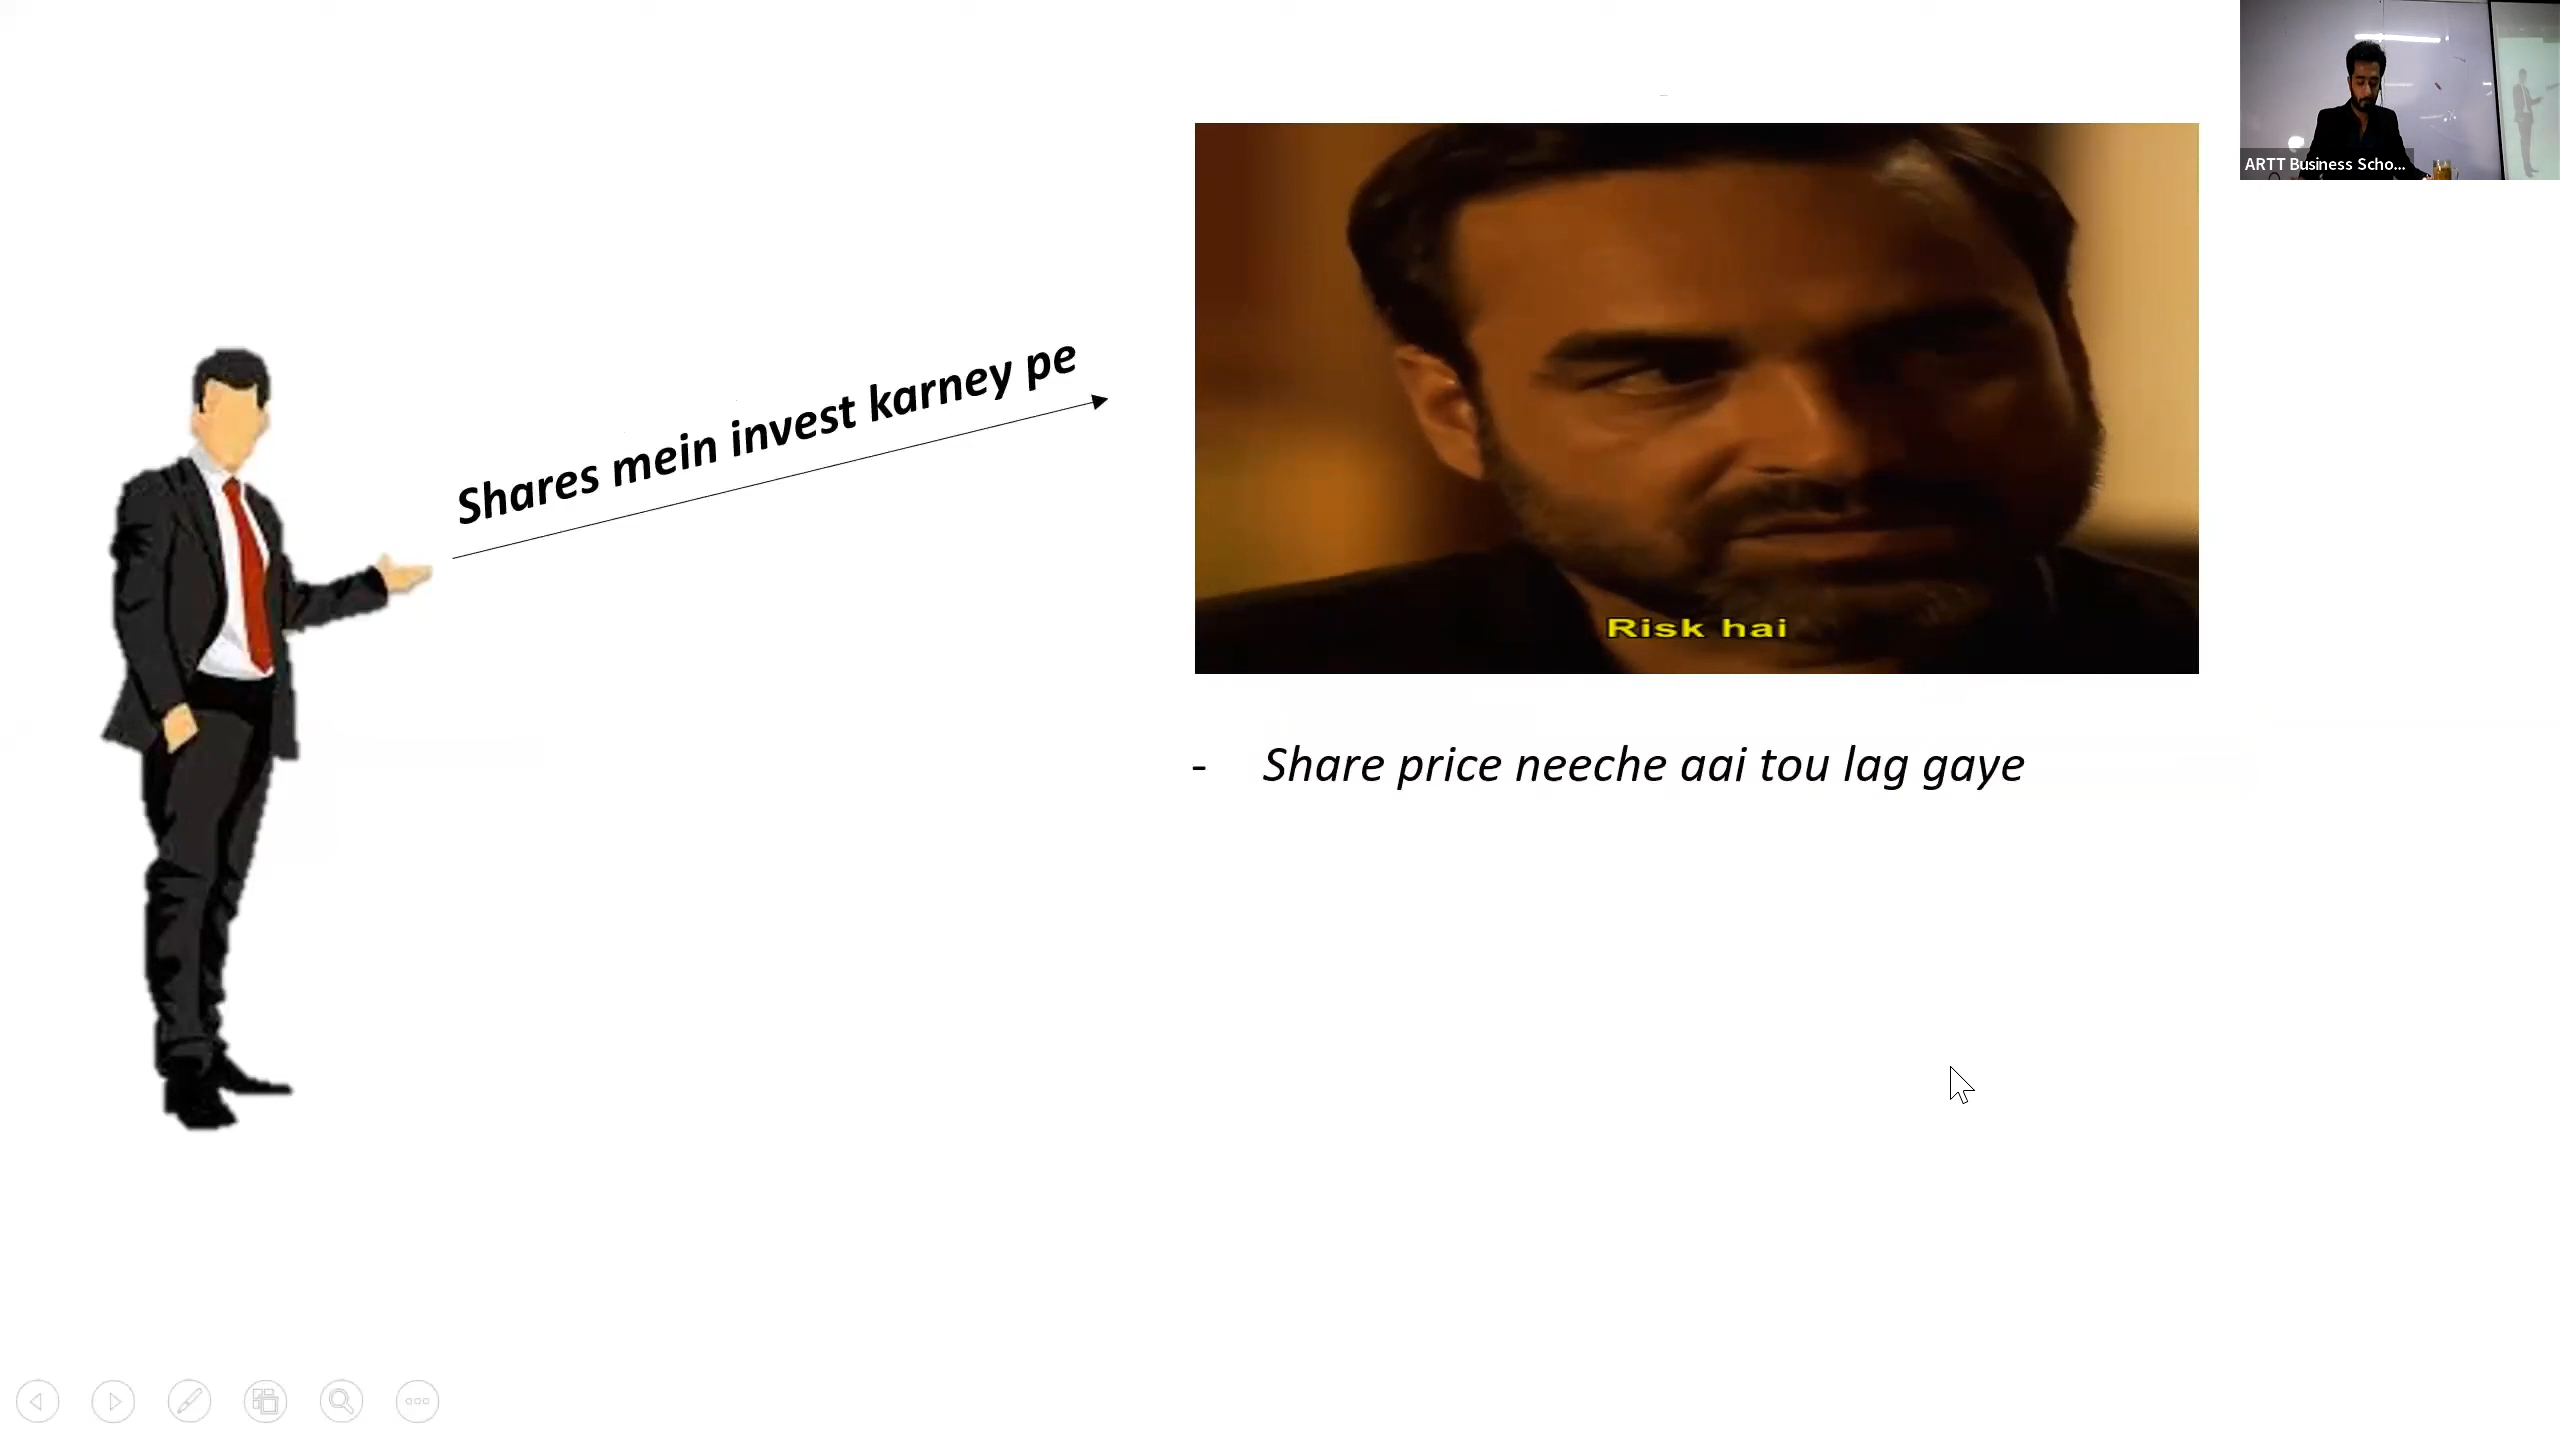 ARTT Business Scho...
Shares mein invest karney pe
Risk hai
- Share price neeche aai tou lag gaye